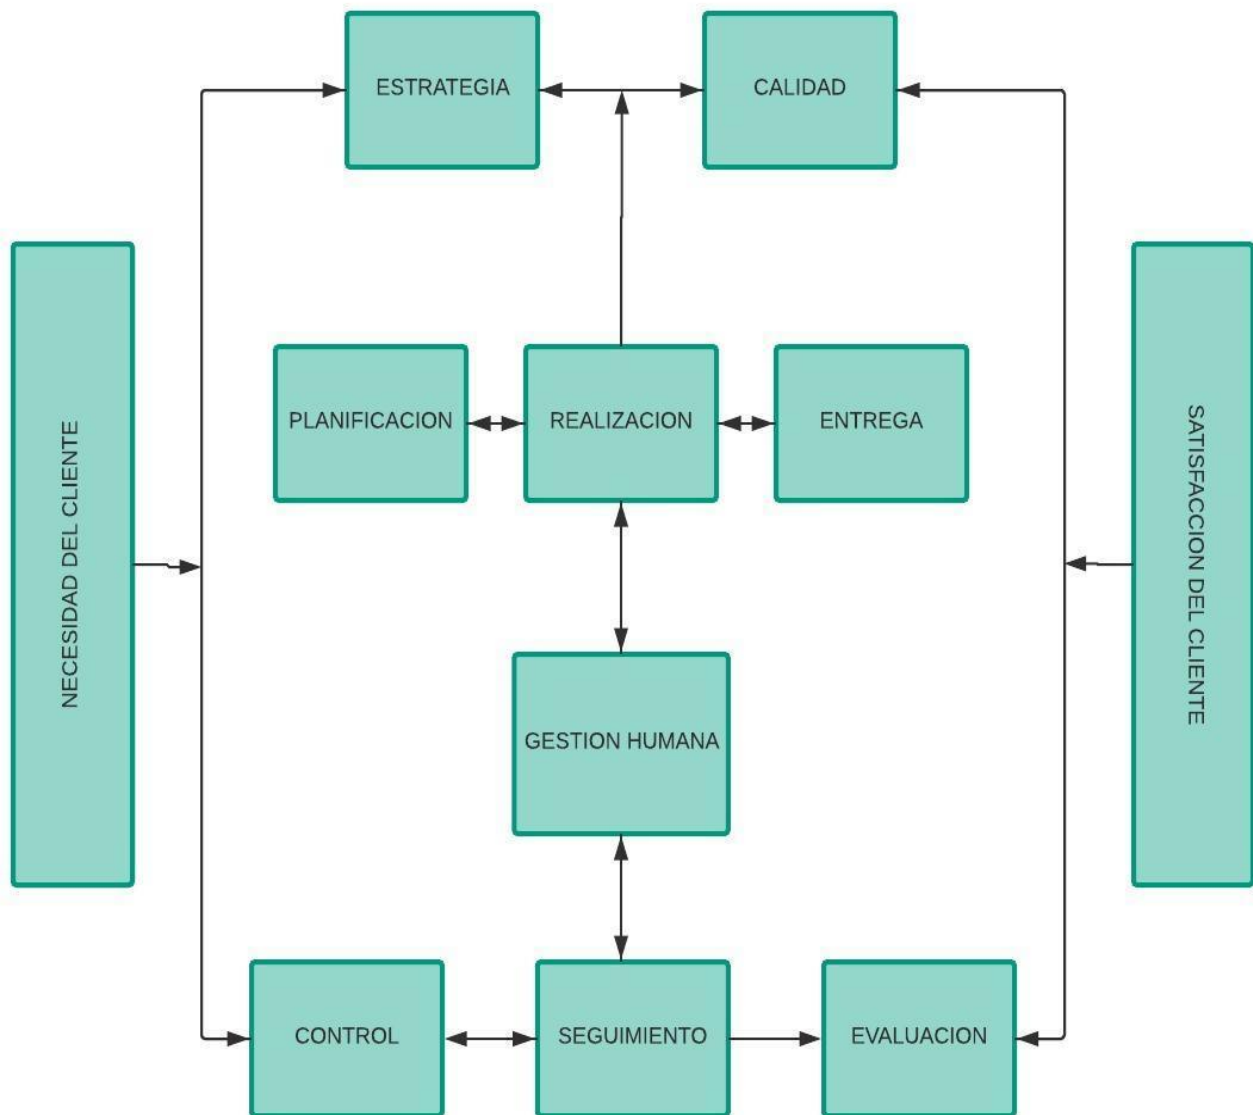 ESTRATEGIA
CALIDAD
NECESIDAD DEL CLIENTE
PLANIFICACION
REALIZACION
ENTREGA
SATISFACCION DEL CLIENTE
GESTION HUMANA
CONTROL
SEGUIMIENTO
EVALUACION